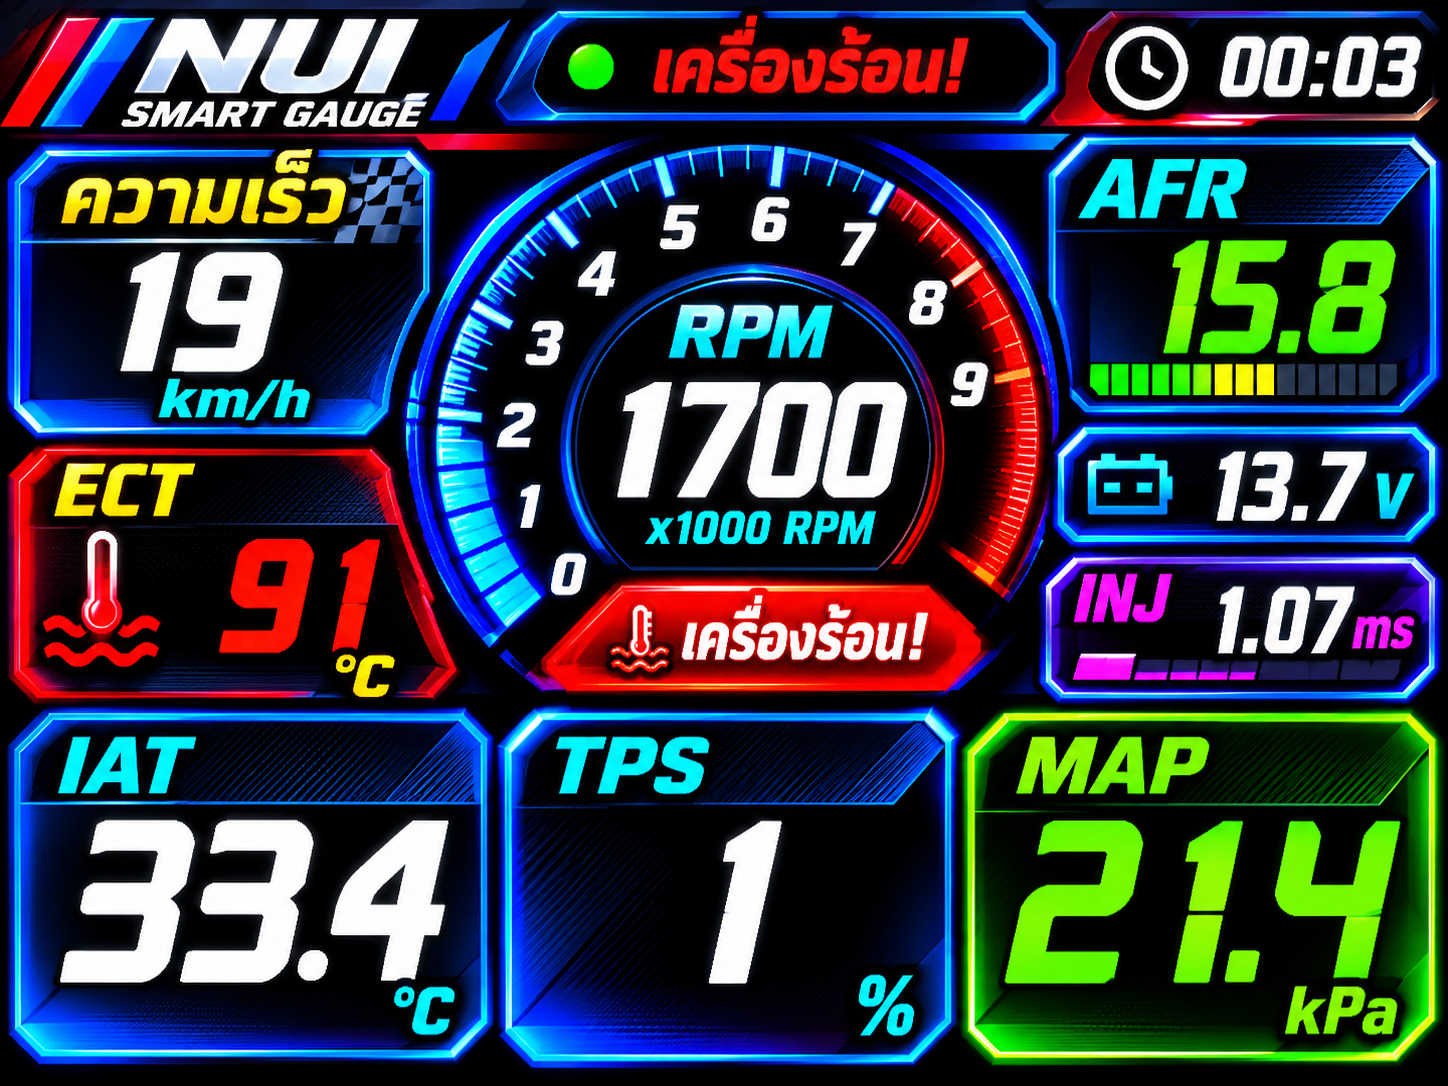 NUI
SMART GAUGE
เครื่องร้อน!
00:03
ความเร็ว
19
km/h
ECT
91
°C
0
1
2
3
4
5
6
7
8
9
RPM
1700
x1000 RPM
เครื่องร้อน!
AFR
15.8
13.7 V
INJ 1.07 ms
IAT
33.4
°C
TPS
1
%
MAP
21.4
kPa